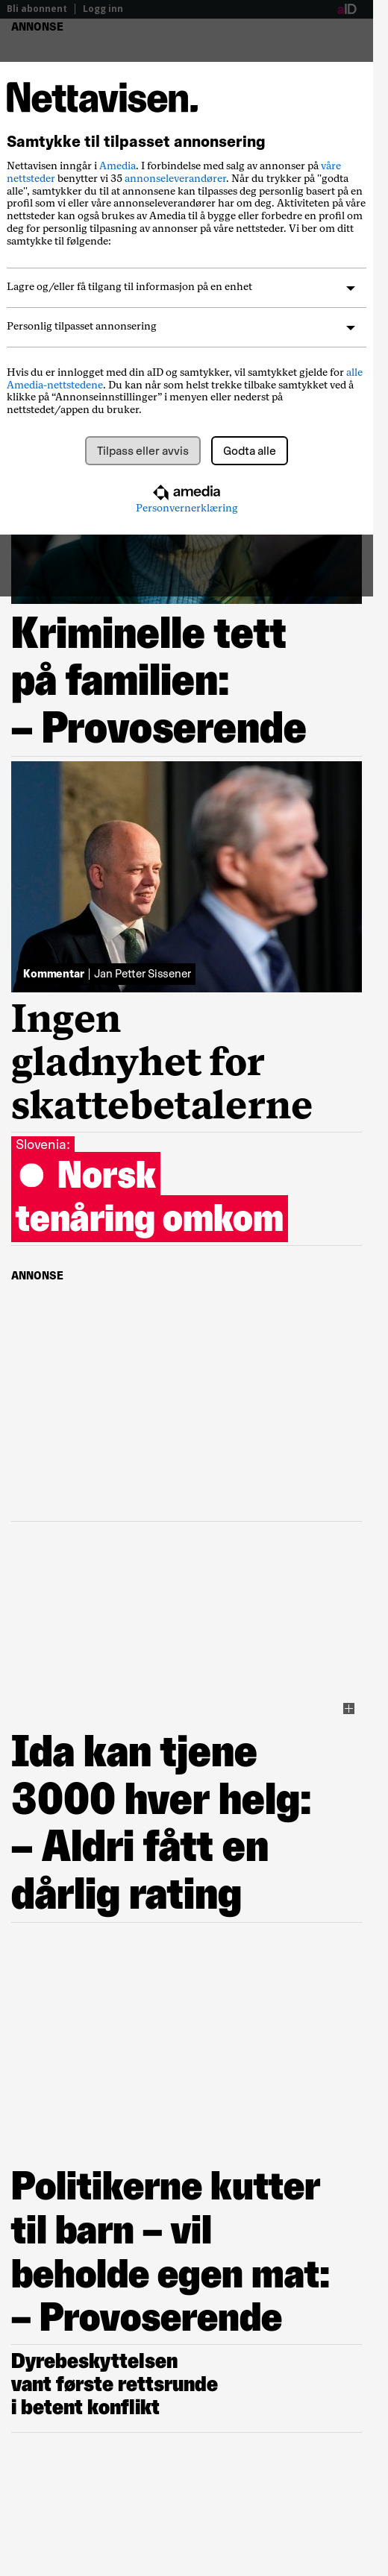 Bli abonnent | Logg inn
aID
ANNONSE
Nettavisen.
Samtykke til tilpasset annonsering
Nettavisen inngår i Amedia. I forbindelse med salg av annonser på våre
nettsteder benytter vi 35 annonseleverandører. Når du trykker på "godta
alle", samtykker du til at annonsene kan tilpasses deg personlig basert på en
profil som vi eller våre annonseleverandører har om deg. Aktiviteten på våre
nettsteder kan også brukes av Amedia til å bygge eller forbedre en profil om
deg for personlig tilpasning av annonser på våre nettsteder. Vi ber om ditt
samtykke til følgende:
Lagre og/eller få tilgang til informasjon på en enhet
Personlig tilpasset annonsering
Hvis du er innlogget med din aID og samtykker, vil samtykket gjelde for alle
Amedia-nettstedene. Du kan når som helst trekke tilbake samtykket ved å
klikke på “Annonseinnstillinger” i menyen eller nederst på
nettstedet/appen du bruker.
Tilpass eller avvis
Godta alle
amedia
Personvernerklæring
Kriminelle tett
på familien:
– Provoserende
Kommentar | Jan Petter Sissener
Ingen
gladnyhet for
skattebetalerne
Slovenia:
Norsk
tenåring omkom
ANNONSE
Ida kan tjene
3000 hver helg:
– Aldri fått en
dårlig rating
Politikerne kutter
til barn – vil
beholde egen mat:
– Provoserende
Dyrebeskyttelsen
vant første rettsrunde
i betent konflikt